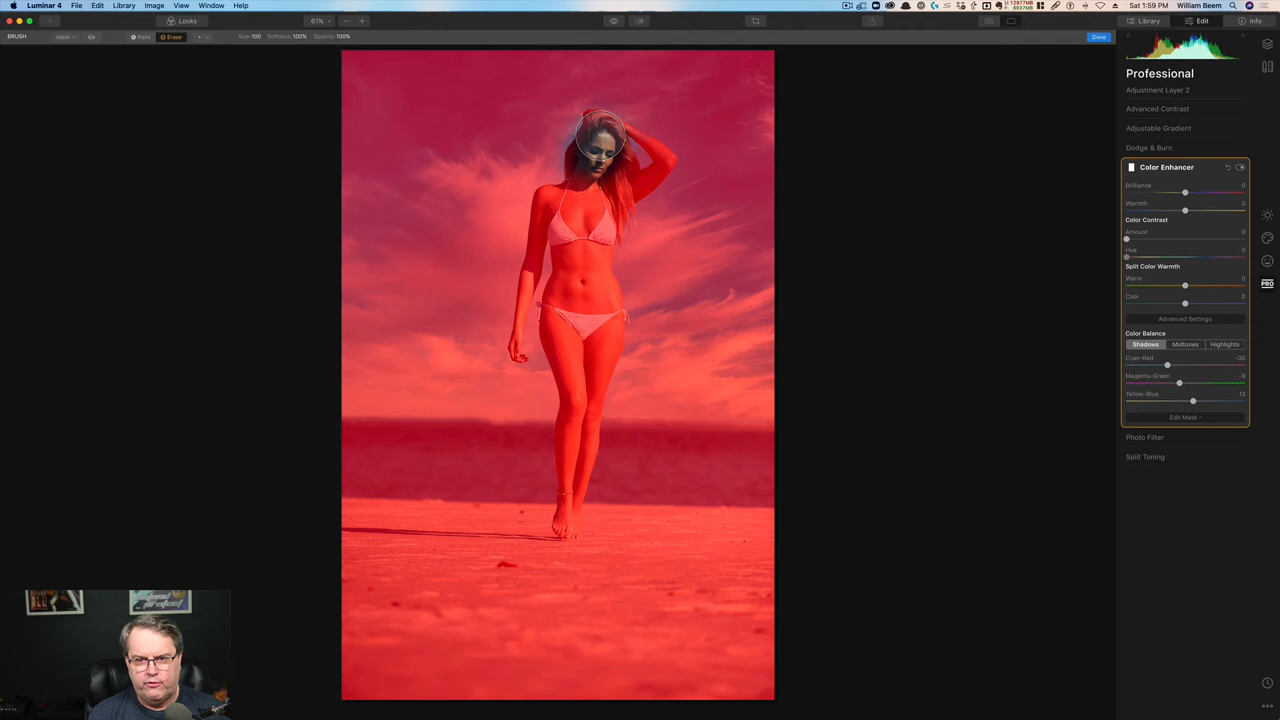 Luminar 4 File Edit Library Image View Window Help
Sat 1:59 PM William Beem
Looks 61% Library Edit Info
BRUSH Mask Paint Erase Size: 100 Softness: 100% Opacity: 100% Done
Professional
Adjustment Layer 2
Advanced Contrast
Adjustable Gradient
Dodge & Burn
Color Enhancer
Brilliance 0
Warmth 0
Color Contrast
Amount 0
Hue 0
Split Color Warmth
Warm 0
Cool 0
Advanced Settings
Color Balance
Shadows Midtones Highlights
Cyan-Red -30
Magenta-Green -9
Yellow-Blue 13
Edit Mask
Photo Filter
Split Toning